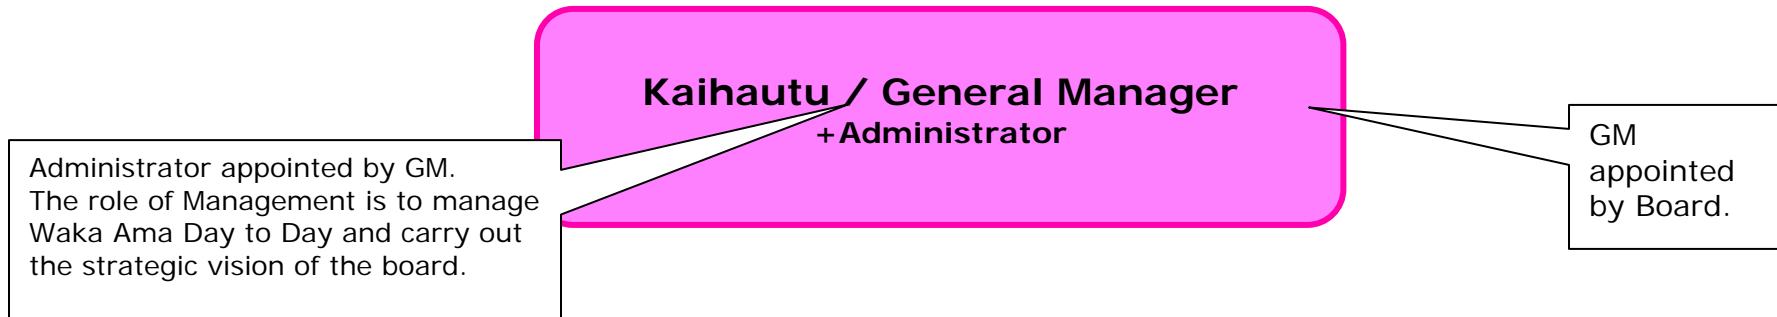 Kaihautu / General Manager
+Administrator
Administrator appointed by GM.
The role of Management is to manage
Waka Ama Day to Day and carry out
the strategic vision of the board.
GM
appointed
by Board.